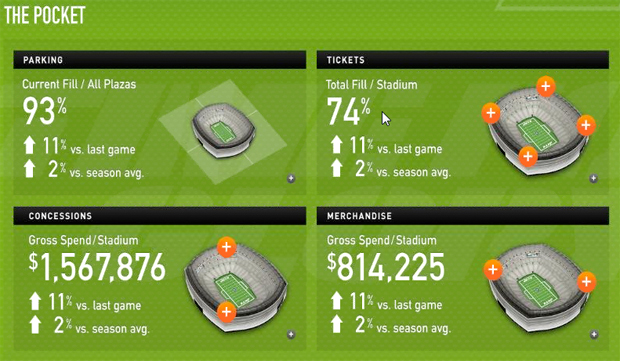 THE POCKET
PARKING
Current Fill / All Plazas
93%
11% vs. last game
2% vs. season avg.
TICKETS
Total Fill / Stadium
74%
11% vs. last game
2% vs. season avg.
CONCESSIONS
Gross Spend/Stadium
$1,567,876
11% vs. last game
2% vs. season avg.
MERCHANDISE
Gross Spend/Stadium
$814,225
11% vs. last game
2% vs. season avg.